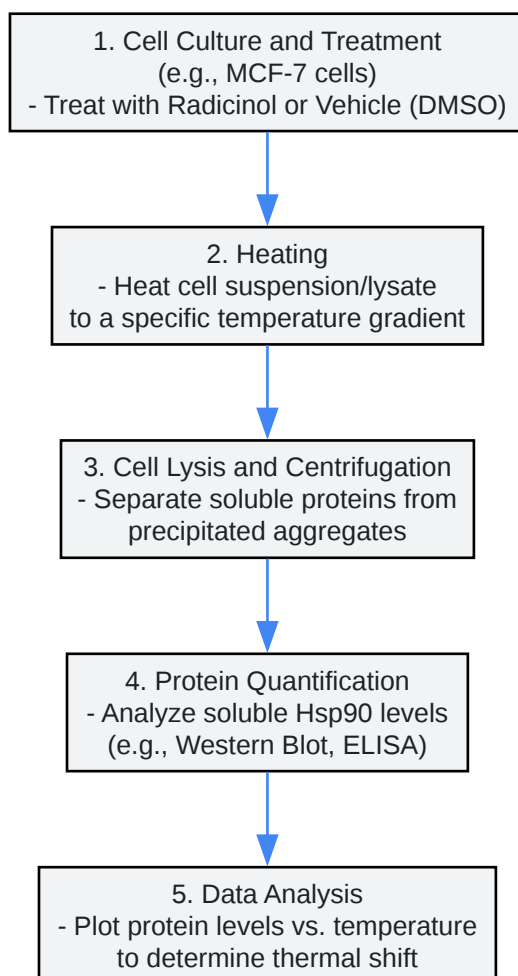 1. Cell Culture and Treatment
(e.g., MCF-7 cells)
- Treat with Radicinol or Vehicle (DMSO)
2. Heating
- Heat cell suspension/lysate
to a specific temperature gradient
3. Cell Lysis and Centrifugation
- Separate soluble proteins from
precipitated aggregates
4. Protein Quantification
- Analyze soluble Hsp90 levels
(e.g., Western Blot, ELISA)
5. Data Analysis
- Plot protein levels vs. temperature
to determine thermal shift